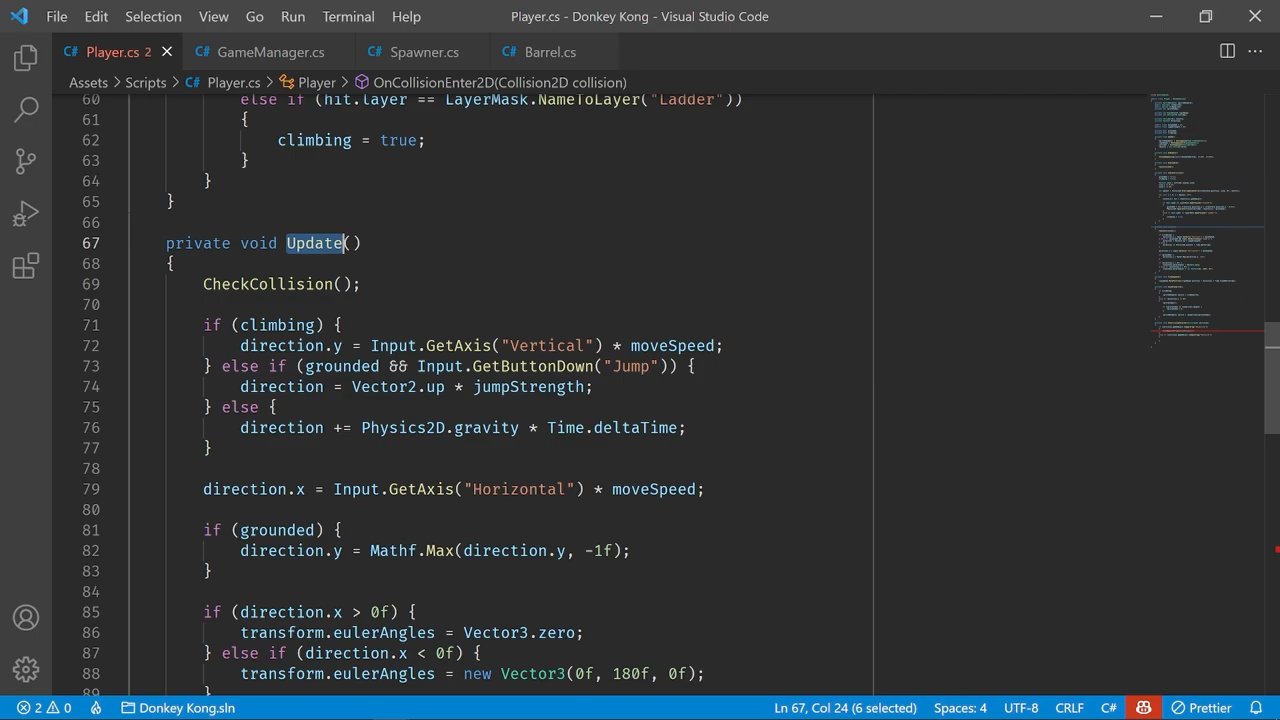 File Edit Selection View Go Run Terminal Help Player.cs - Donkey Kong - Visual Studio Code
C# Player.cs 2 C# GameManager.cs C# Spawner.cs C# Barrel.cs
Assets > Scripts > C# Player.cs > Player > OnCollisionEnter2D(Collision2D collision)
60 else if (hit.layer == LayerMask.NameToLayer("Ladder"))
61 {
62 climbing = true;
63 }
64 }
65 }
66
67 private void Update()
68 {
69 CheckCollision();
70
71 if (climbing) {
72 direction.y = Input.GetAxis("Vertical") * moveSpeed;
73 } else if (grounded && Input.GetButtonDown("Jump")) {
74 direction = Vector2.up * jumpStrength;
75 } else {
76 direction += Physics2D.gravity * Time.deltaTime;
77 }
78
79 direction.x = Input.GetAxis("Horizontal") * moveSpeed;
80
81 if (grounded) {
82 direction.y = Mathf.Max(direction.y, -1f);
83 }
84
85 if (direction.x > 0f) {
86 transform.eulerAngles = Vector3.zero;
87 } else if (direction.x < 0f) {
88 transform.eulerAngles = new Vector3(0f, 180f, 0f);
89 }
2 0 Donkey Kong.sln Ln 67, Col 24 (6 selected) Spaces: 4 UTF-8 CRLF C# Prettier